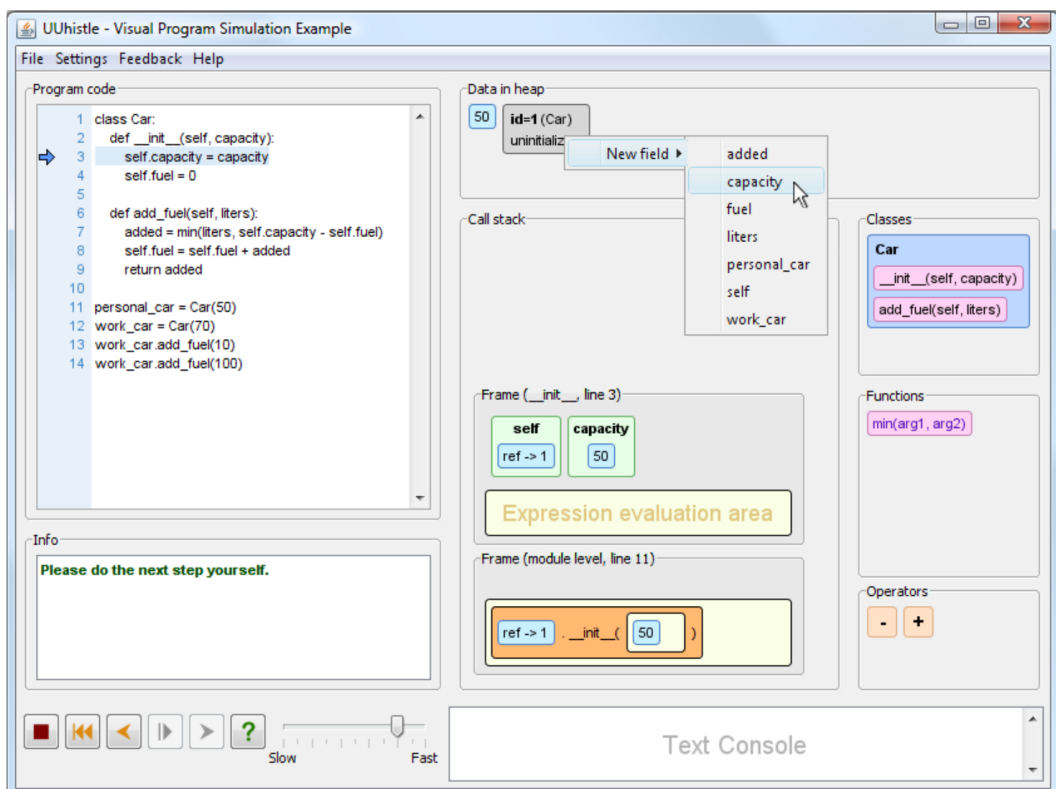 UUhistle - Visual Program Simulation Example
File Settings Feedback Help
Program code
1 class Car:
2 def __init__(self, capacity):
3 self.capacity = capacity
4 self.fuel = 0
5
6 def add_fuel(self, liters):
7 added = min(liters, self.capacity - self.fuel)
8 self.fuel = self.fuel + added
9 return added
10
11 personal_car = Car(50)
12 work_car = Car(70)
13 work_car.add_fuel(10)
14 work_car.add_fuel(100)
Info
Please do the next step yourself.
Data in heap
50
id=1 (Car)
uninitializ
New field
added
capacity
fuel
liters
personal_car
self
work_car
Call stack
Frame (__init__, line 3)
self capacity
ref -> 1 50
Expression evaluation area
Frame (module level, line 11)
ref -> 1 . __init__( 50 )
Classes
Car
__init__(self, capacity)
add_fuel(self, liters)
Functions
min(arg1, arg2)
Operators
- +
?
Slow Fast
Text Console